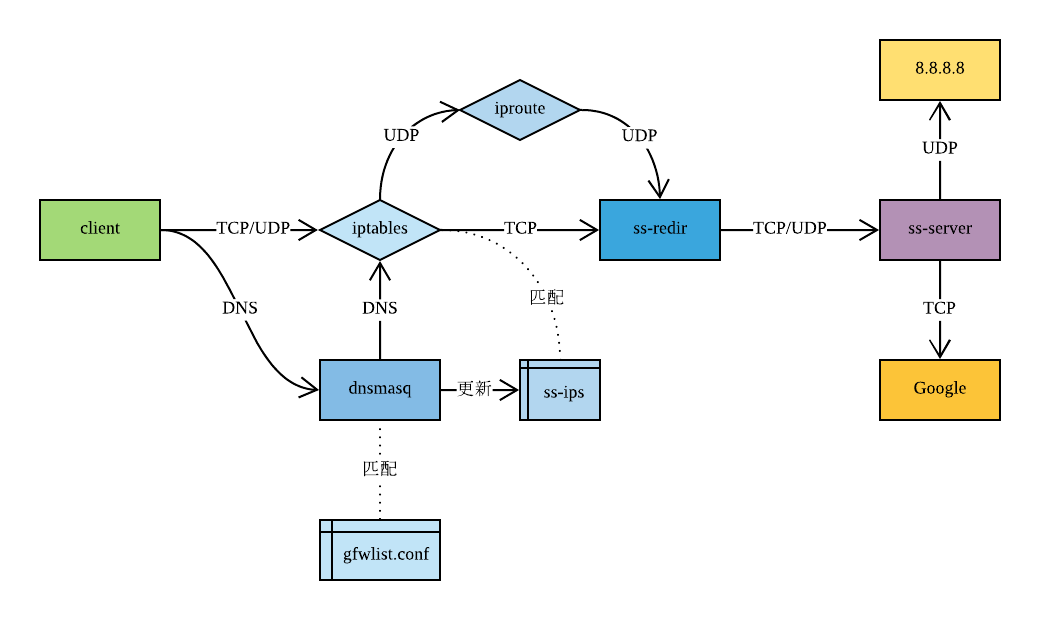 8.8.8.8
iproute
UDP
UDP
UDP
client
TCP/UDP
iptables
TCP
ss-redir
TCP/UDP
ss-server
匹配
DNS
DNS
TCP
dnsmasq
更新
ss-ips
Google
匹配
gfwlist.conf